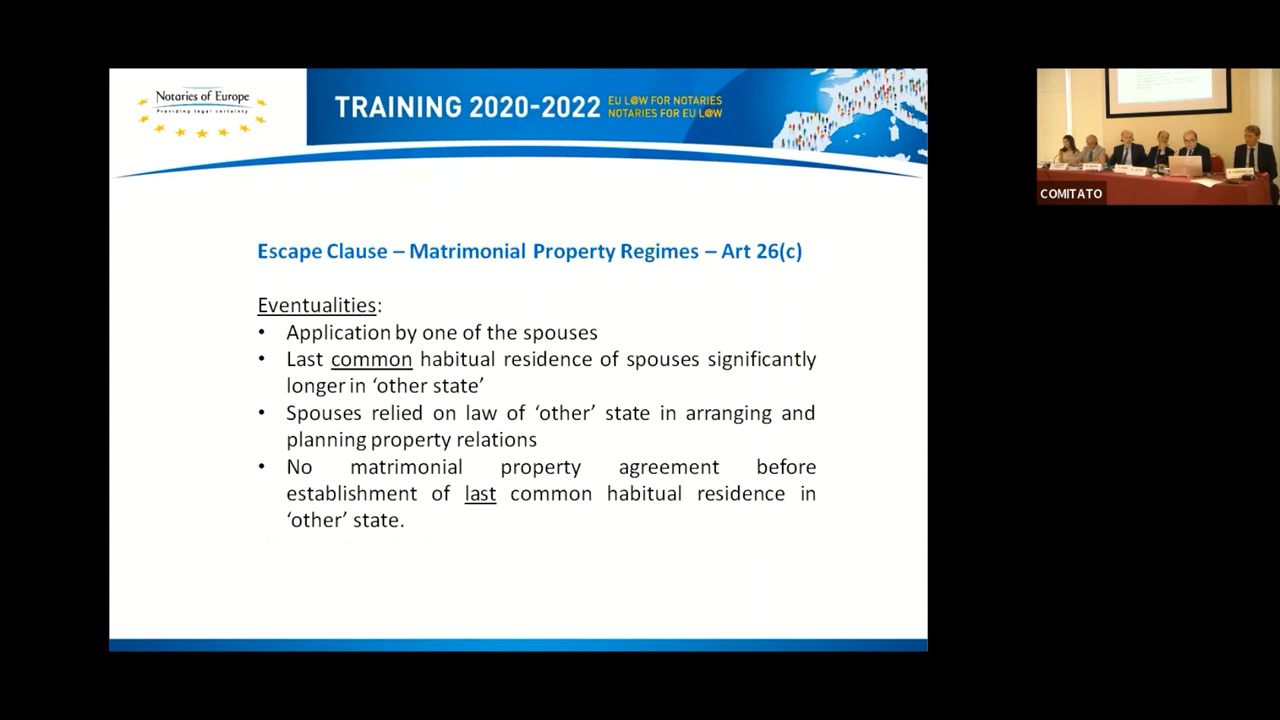 Notaries of Europe
Providing legal certainty
TRAINING 2020-2022
EU L@W FOR NOTARIES
NOTARIES FOR EU L@W
Escape Clause – Matrimonial Property Regimes – Art 26(c)
Eventualities:
• Application by one of the spouses
• Last common habitual residence of spouses significantly
longer in ‘other state’
• Spouses relied on law of ‘other’ state in arranging and
planning property relations
• No matrimonial property agreement before
establishment of last common habitual residence in
‘other’ state.
COMITATO